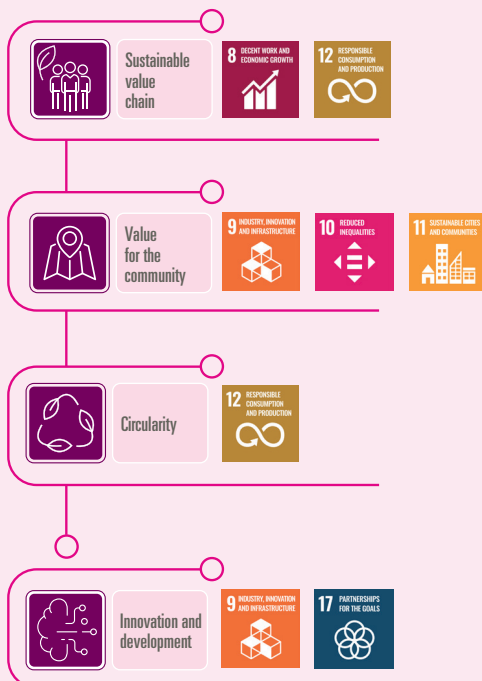 Sustainable
value
chain
8 DECENT WORK AND
ECONOMIC GROWTH
12 RESPONSIBLE
CONSUMPTION
AND PRODUCTION
Value
for the
community
9 INDUSTRY, INNOVATION
AND INFRASTRUCTURE
10 REDUCED
INEQUALITIES
11 SUSTAINABLE CITIES
AND COMMUNITIES
Circularity
12 RESPONSIBLE
CONSUMPTION
AND PRODUCTION
Innovation and
development
9 INDUSTRY, INNOVATION
AND INFRASTRUCTURE
17 PARTNERSHIPS
FOR THE GOALS